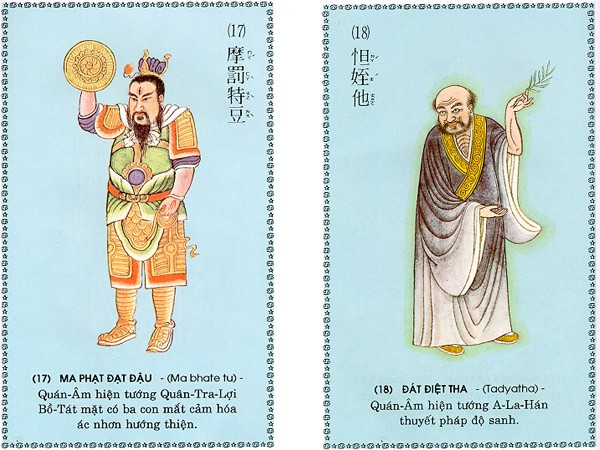 (17)
摩罰特豆
(17) MA PHẠT ĐẠT ĐẬU - (Ma bhate tu) -
Quán-Âm hiện tướng Quân-Tra-Lợi
Bồ-Tát mặt có ba con mắt cảm hóa
ác nhơn hướng thiện.
(18)
怛姪他
(18) ĐÁT ĐIỆT THA - (Tadyatha) -
Quán-Âm hiện tướng A-La-Hán
thuyết pháp độ sanh.